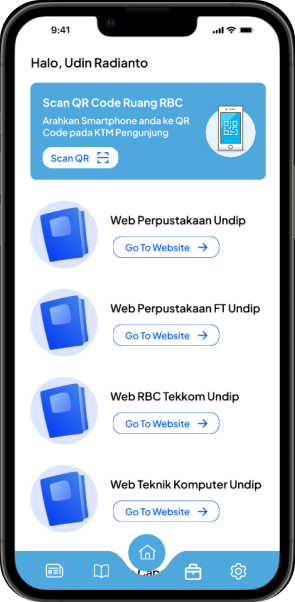 9:41
Halo, Udin Radianto
Scan QR Code Ruang RBC
Arahkan Smartphone anda ke QR
Code pada KTM Pengunjung
Scan QR
Web Perpustakaan Undip
Go To Website
Web Perpustakaan FT Undip
Go To Website
Web RBC Tekkom Undip
Go To Website
Web Teknik Komputer Undip
Go To Website